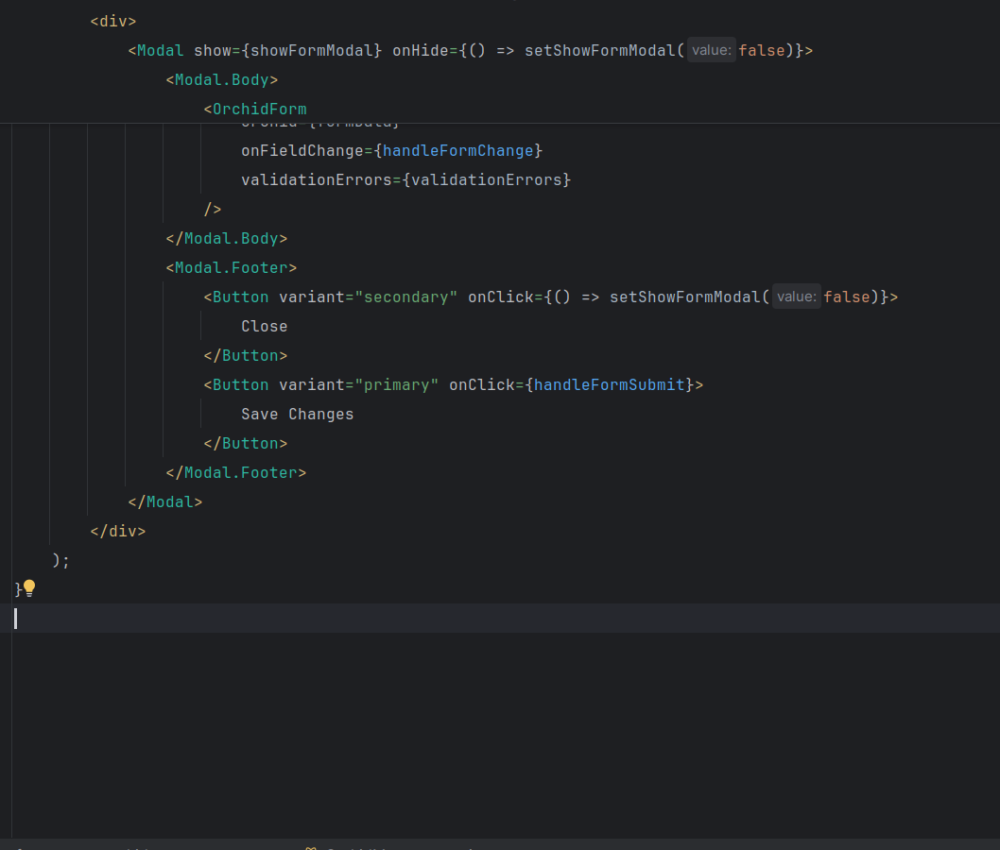 <div>
<Modal show={showFormModal} onHide={() => setShowFormModal( value: false)}>
<Modal.Body>
<OrchidForm
orchid={formData}
onFieldChange={handleFormChange}
validationErrors={validationErrors}
/>
</Modal.Body>
<Modal.Footer>
<Button variant="secondary" onClick={() => setShowFormModal( value: false)}>
Close
</Button>
<Button variant="primary" onClick={handleFormSubmit}>
Save Changes
</Button>
</Modal.Footer>
</Modal>
</div>
);
}